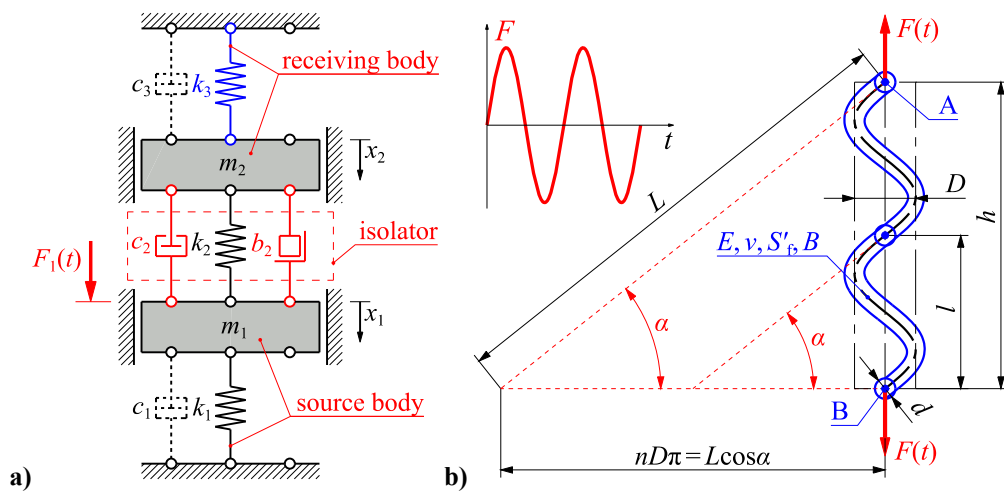 receiving body
c₃
k₃
m₂
x₂
c₂
k₂
b₂
isolator
F₁(t)
m₁
x₁
c₁
k₁
source body
a)
F
t
F(t)
A
L
D
h
E, ν, S'f, B
l
α
α
B
d
nDπ = Lcosα
F(t)
b)